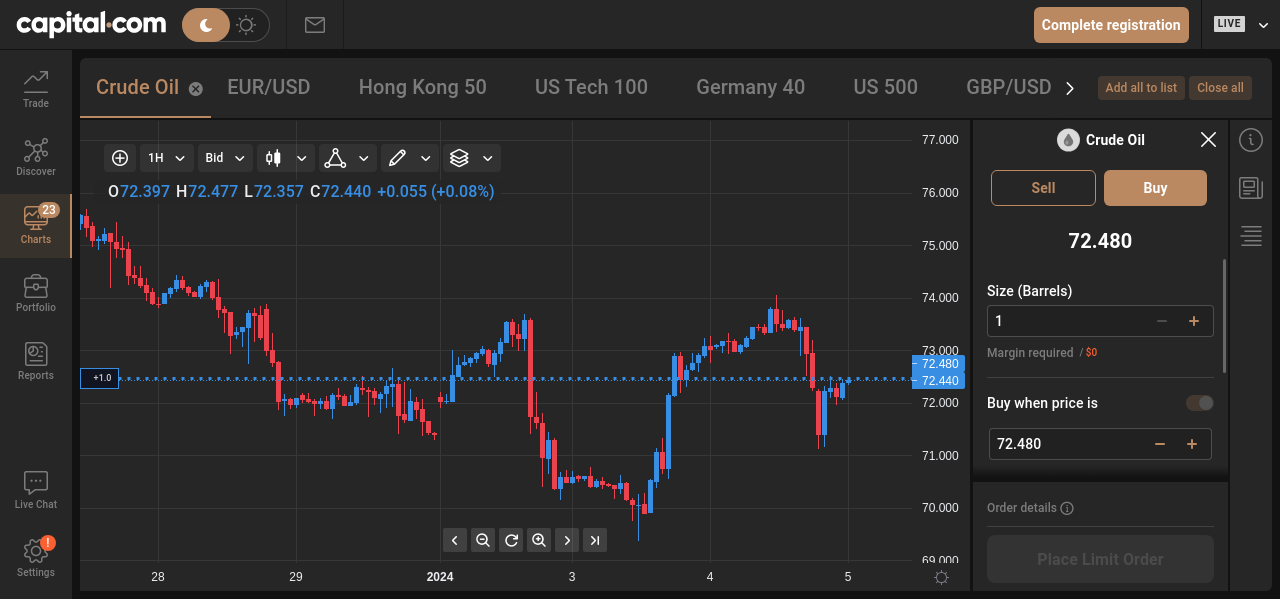 capital.com
Complete registration
LIVE
Trade
Discover
23
Charts
Portfolio
Reports
Live Chat
!
Settings
Crude Oil
EUR/USD
Hong Kong 50
US Tech 100
Germany 40
US 500
GBP/USD
Add all to list
Close all
1H
Bid
O72.397 H72.477 L72.357 C72.440 +0.055 (+0.08%)
+1.0
77.000
76.000
75.000
74.000
73.000
72.480
72.440
72.000
71.000
70.000
69.000
28
29
2024
3
4
5
Crude Oil
Sell
Buy
72.480
Size (Barrels)
1
Margin required / $0
Buy when price is
72.480
Order details
Place Limit Order